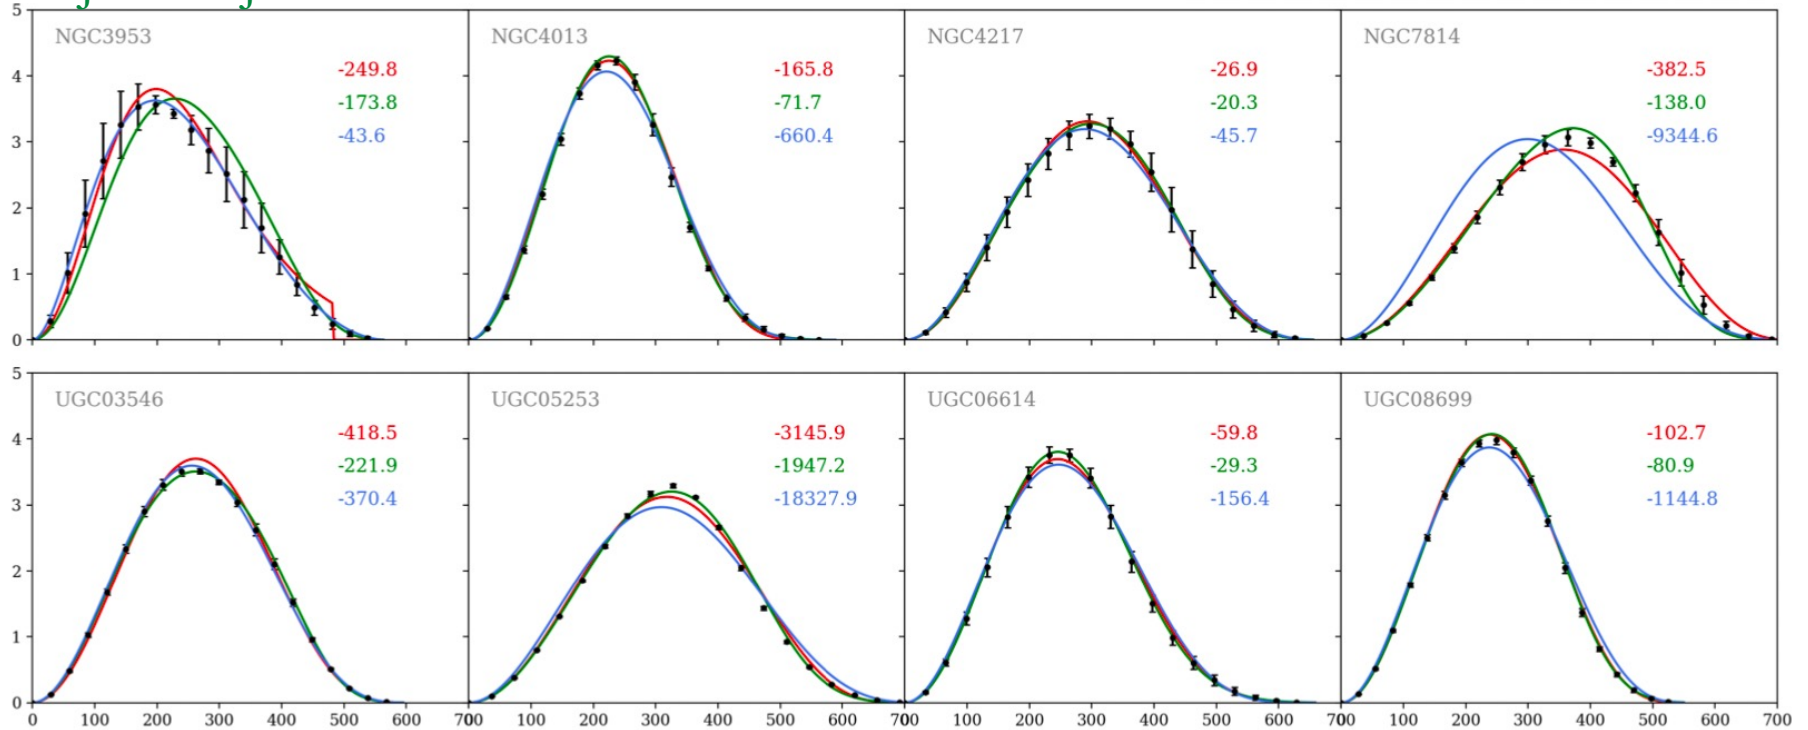 5 NGC3953 NGC4013 NGC4217 NGC7814
-249.8 -165.8 -26.9 -382.5
4
-173.8 -71.7 -20.3 -138.0
-43.6 -660.4 -45.7 -9344.6
3
2
1
0
5 UGC03546 UGC05253 UGC06614 UGC08699
-418.5 -3145.9 -59.8 -102.7
4
-221.9 -1947.2 -29.3 -80.9
-370.4 -18327.9 -156.4 -1144.8
3
2
1
0
0 100 200 300 400 500 600 700 100 200 300 400 500 600 700 100 200 300 400 500 600 700 100 200 300 400 500 600 700